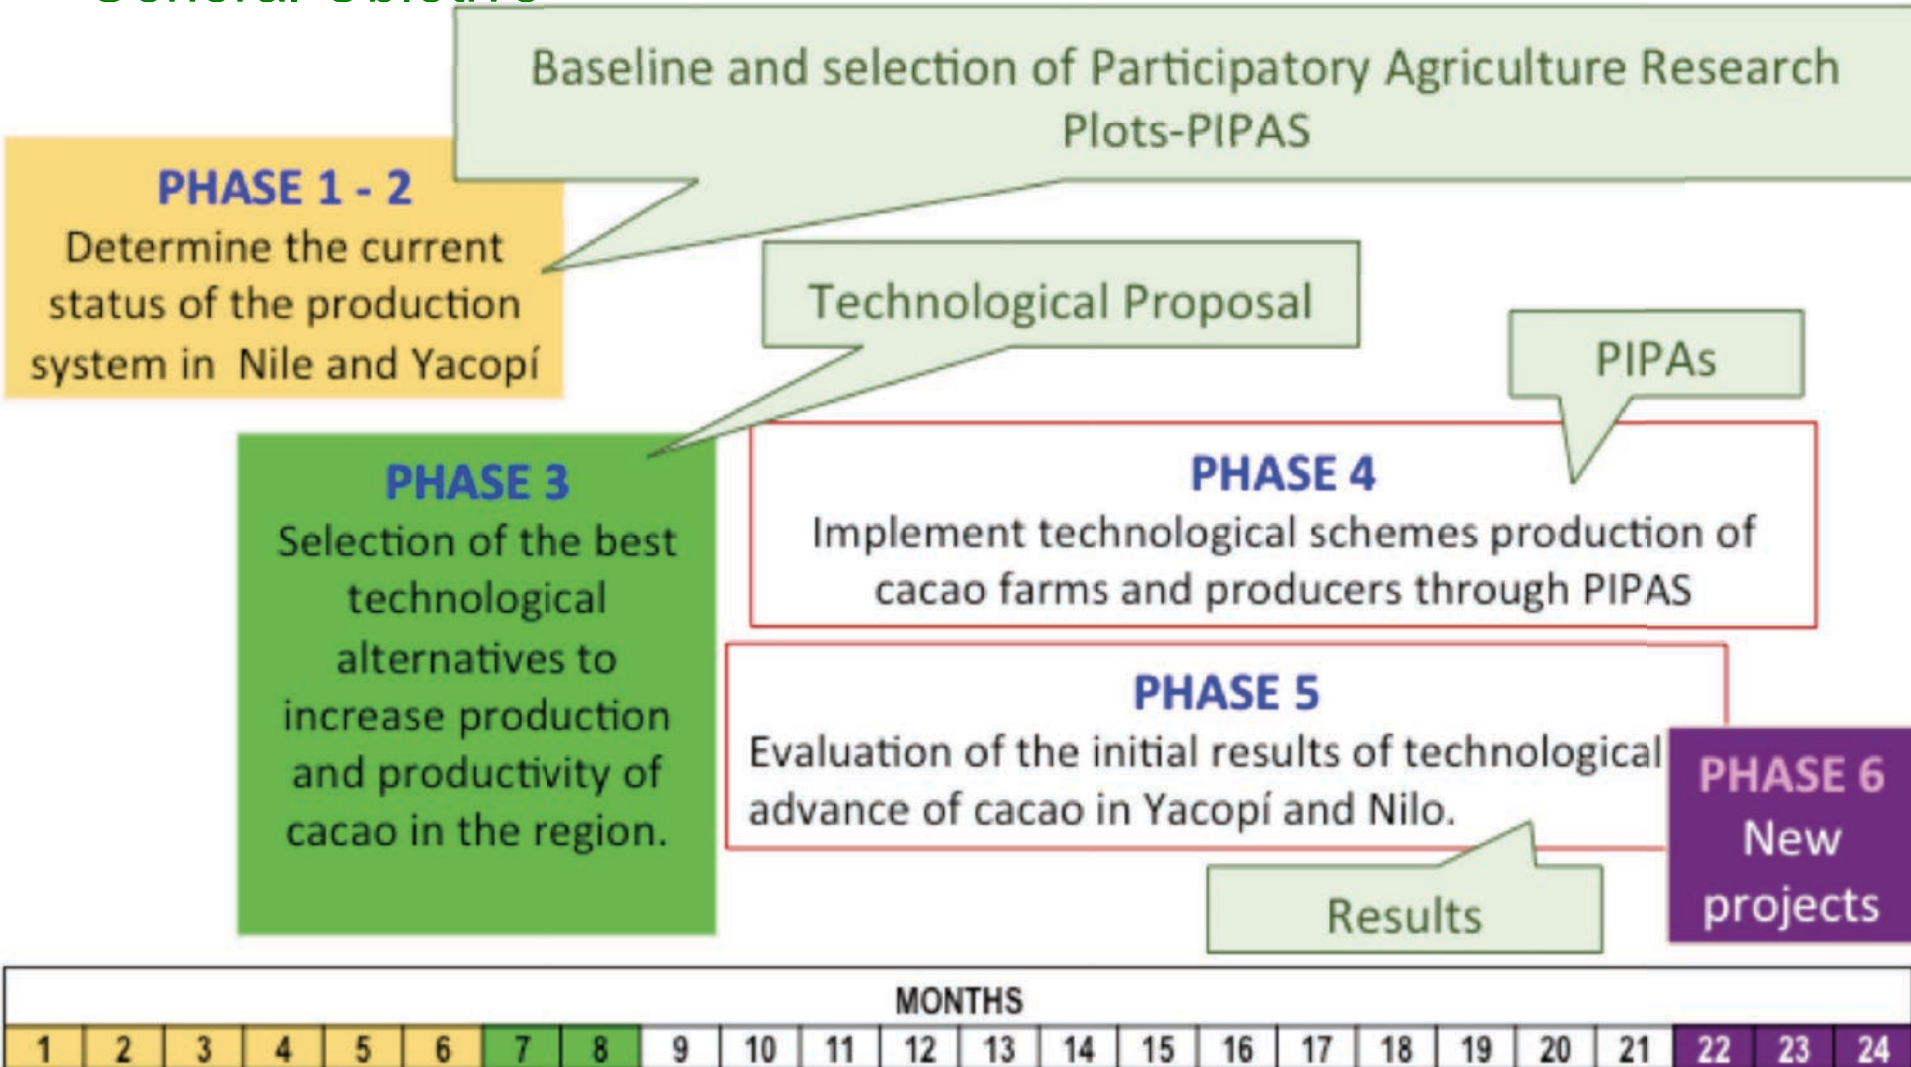 General Objetive
Baseline and selection of Participatory Agriculture Research
Plots-PIPAS
PHASE 1 - 2
Determine the current
status of the production
system in Nile and Yacopí
Technological Proposal
PIPAs
PHASE 3
Selection of the best
technological
alternatives to
increase production
and productivity of
cacao in the region.
PHASE 4
Implement technological schemes production of
cacao farms and producers through PIPAS
PHASE 5
Evaluation of the initial results of technological
advance of cacao in Yacopí and Nilo.
PHASE 6
New
projects
Results
MONTHS
1 2 3 4 5 6 7 8 9 10 11 12 13 14 15 16 17 18 19 20 21 22 23 24